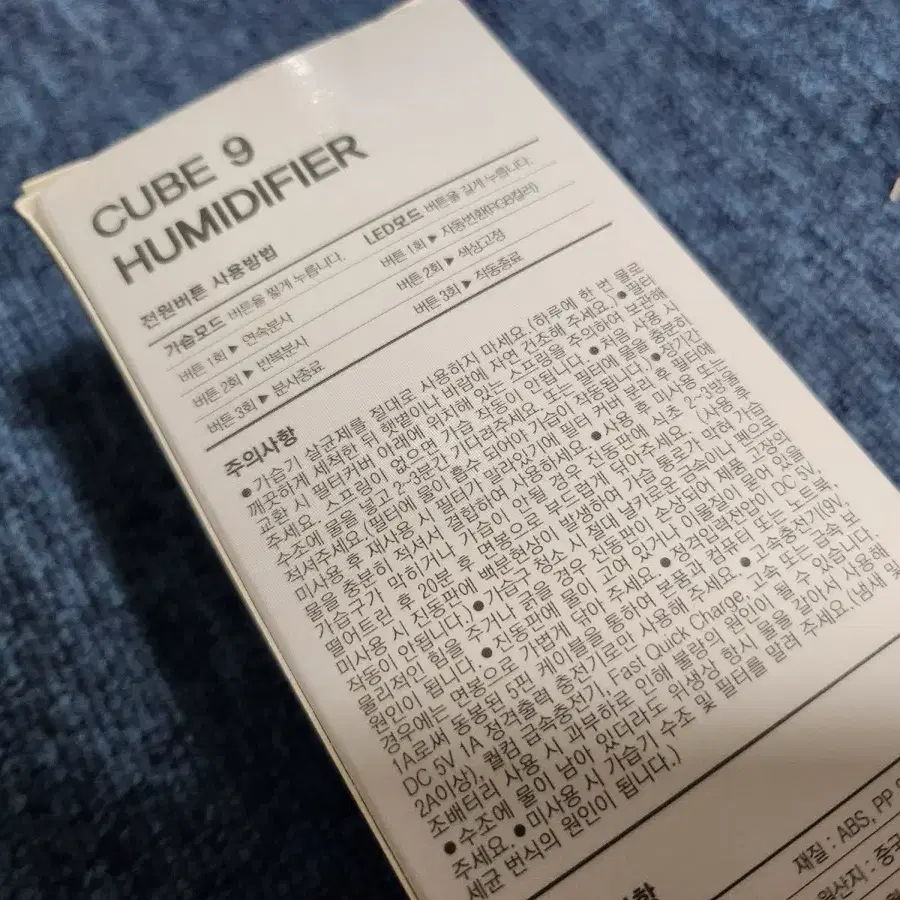 CUBE 9
HUMIDIFIER
전원버튼 사용방법
가습모드 버튼을 짧게 누릅니다.
버튼 1회 ▶ 연속분사
버튼 2회 ▶ 반복분사
버튼 3회 ▶ 분사종료
LED모드 버튼을 길게 누릅니다.
버튼 1회 ▶ 자동변환(RGB컬러)
버튼 2회 ▶ 색상고정
버튼 3회 ▶ 작동종료
주의사항
●가습기 살균제를 절대로 사용하지 마세요.(하루에 한 번 물로
깨끗하게 세척한 뒤 햇볕이나 바람에 자연 건조해 주세요.) ●필터
교환 시 필터커버 아래에 위치해 있는 스프링을 주의하여 보관해
주세요. 스프링이 없으면 가습 작동이 안됩니다. ●처음 사용 시
수조에 물을 넣고 2~3분간 기다려주세요. 또는 필터에 물을 충분히
적셔주세요.(필터에 물이 흡수 되어야 가습이 작동됩니다.) ●장기간
미사용 후 재사용 시 필터가 말라있기에 필터 커버 분리 후 필터에
물을 충분히 적셔서 결합하여 사용하세요. ●사용 후 미사용 또는
가습구가 막히거나 가습이 안될 경우 진동판에 식초 2~3방울을
떨어트린 후 20분 후 면봉으로 부드럽게 닦아주세요. (사용 후
미사용 시 진동판에 백분현상이 발생하여 가습 통로가 막혀 가습
작동이 안됩니다.) ●가습구 청소 시 절대 날카로운 금속이나 펜으로
물리적인 힘을 주거나 긁을 경우 진동판이 손상되어 제품 고장의
원인이 됩니다. ●진동판에 물이 고여 있거나 이물질이 묻어 있을
경우에는 면봉으로 가볍게 닦아 주세요. ●정격입력전압이 DC 5V,
1A로써 동봉된 5핀 케이블을 통하여 보품과 컴퓨터 또는 노트북,
DC 5V 1A 정격출력 충전기로만 사용해 주세요. ●고속충전기(9V,
2A이상), 퀄컴 급속충전기, Fast Quick Charge, 고속 또는 급속 보
조배터리 사용 시 과부하로 인해 불량의 원인이 될 수 있습니다.
●수조에 물이 남아 있더라도 위생상 항시 물을 갈아서 사용해
주세요. ●미사용 시 가습기 수조 및 필터를 말려 주세요.(냄새 및
세균 번식의 원인이 됩니다.)
재질 : ABS, PP
원산지 : 중국